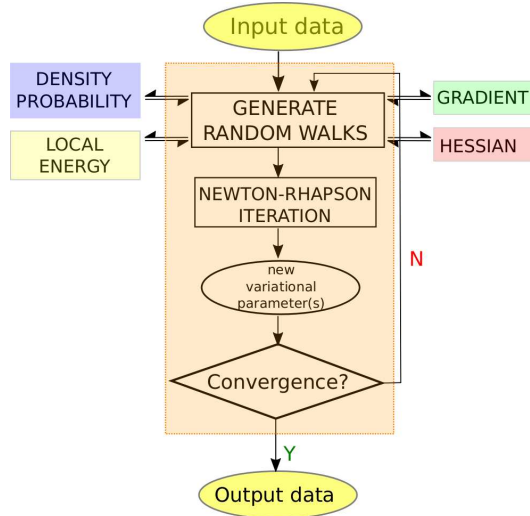 Input data
DENSITY
PROBABILITY
GENERATE
RANDOM WALKS
GRADIENT
LOCAL
ENERGY
HESSIAN
NEWTON-RHAPSON
ITERATION
new
variational
parameter(s)
N
Convergence?
Y
Output data